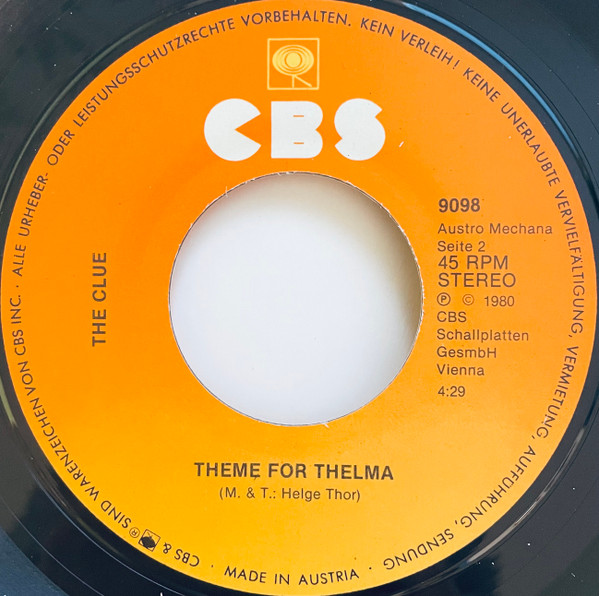 CBS
THE CLUE
9098
Austro Mechana
Seite 2
45 RPM
STEREO
Ⓟ © 1980
CBS
Schallplatten
GesmbH
Vienna
4:29
THEME FOR THELMA
(M. & T.: Helge Thor)
ALLE URHEBER- ODER LEISTUNGSSCHUTZRECHTE VORBEHALTEN. KEIN VERLEIH! KEINE UNERLAUBTE VERVIELFÄLTIGUNG, VERMIETUNG, AUFFÜHRUNG, SENDUNG · MADE IN AUSTRIA · CBS & ® SIND WARENZEICHEN VON CBS INC. ·